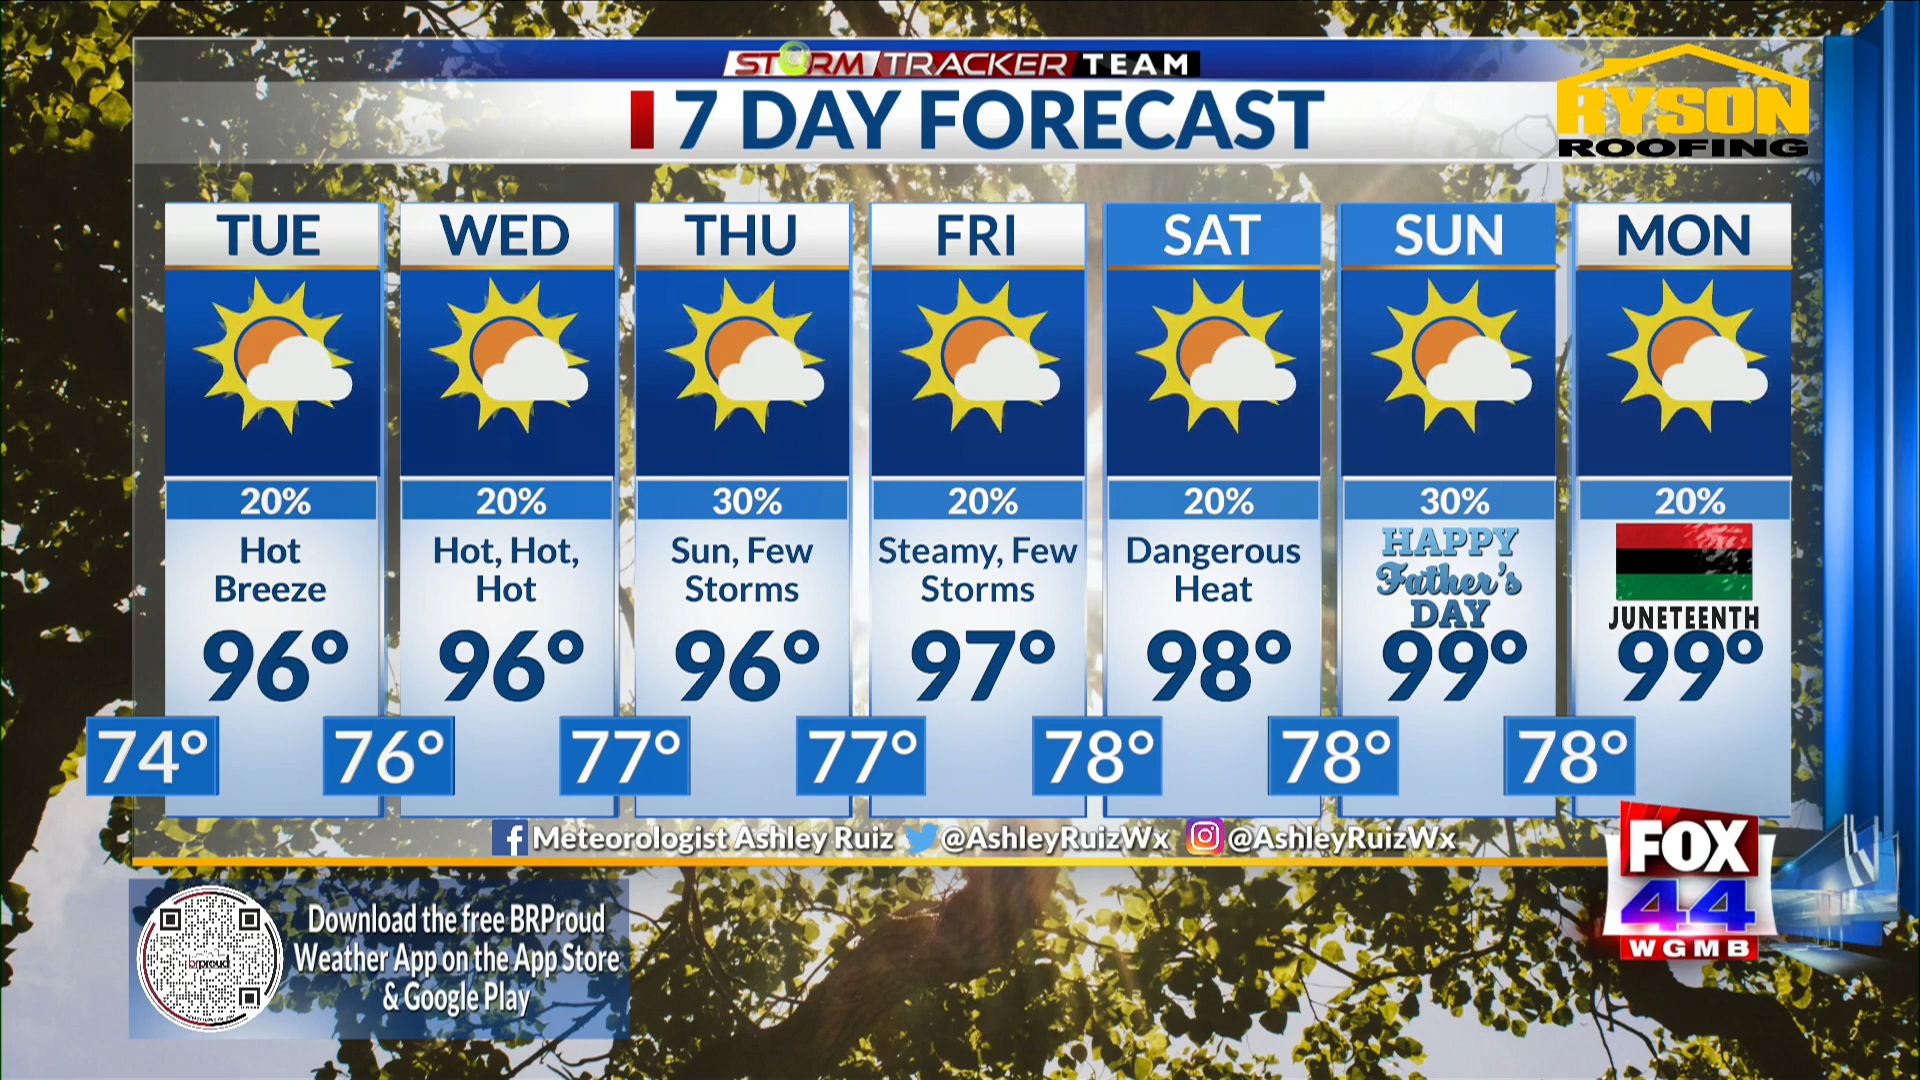 STORM TRACKER TEAM
7 DAY FORECAST
RYSON
ROOFING
TUE WED THU FRI SAT SUN MON
20% 20% 30% 20% 20% 30% 20%
Hot
Breeze
Hot, Hot,
Hot
Sun, Few
Storms
Steamy, Few
Storms
Dangerous
Heat
HAPPY
Father's
DAY
JUNETEENTH
96° 96° 96° 97° 98° 99° 99°
74° 76° 77° 77° 78° 78° 78°
Meteorologist Ashley Ruiz @AshleyRuizWx @AshleyRuizWx
FOX
44
WGMB
brproud
Download the free BRProud
Weather App on the App Store
& Google Play